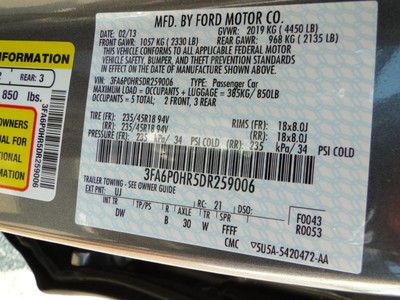 MFD. BY FORD MOTOR CO.
02/13 GVWR: 2019 KG ( 4450 LB)
FRONT GAWR: 1057 KG ( 2330 LB) REAR GAWR: 968 KG ( 2135 LB)
THIS VEHICLE CONFORMS TO ALL APPLICABLE FEDERAL MOTOR
VEHICLE SAFETY, BUMPER, AND THEFT PREVENTION STANDARDS IN
EFFECT ON THE DATE OF MANUFACTURE SHOWN ABOVE.
VIN: 3FA6P0HR5DR259006 TYPE: Passenger Car
MAXIMUM LOAD = OCCUPANTS + LUGGAGE = 385KG/ 850LB
OCCUPANTS = 5 TOTAL: 2 FRONT, 3 REAR
TIRE (FR): 235/45R18 94V RIMS (FR): 18x8.0J
(RR): 235/45R18 94V (RR): 18x8.0J
PRESSURE (FR): 235 kPa/ 34 PSI COLD (RR): 235 kPa/ 34 PSI COLD
3FA6P0HR5DR259006
TRAILER TOWING - SEE OWNER GUIDE
EXT PNT: UJ RC: 21 DSO: F0043
INT TR TP/PS R AXLE TR SPR R0053
DW B 30 W FFFF
CMC 5U5A-5420472-AA
INFORMATION
2 REAR: 3
850 lbs.
3FA6P0HR5DR259006